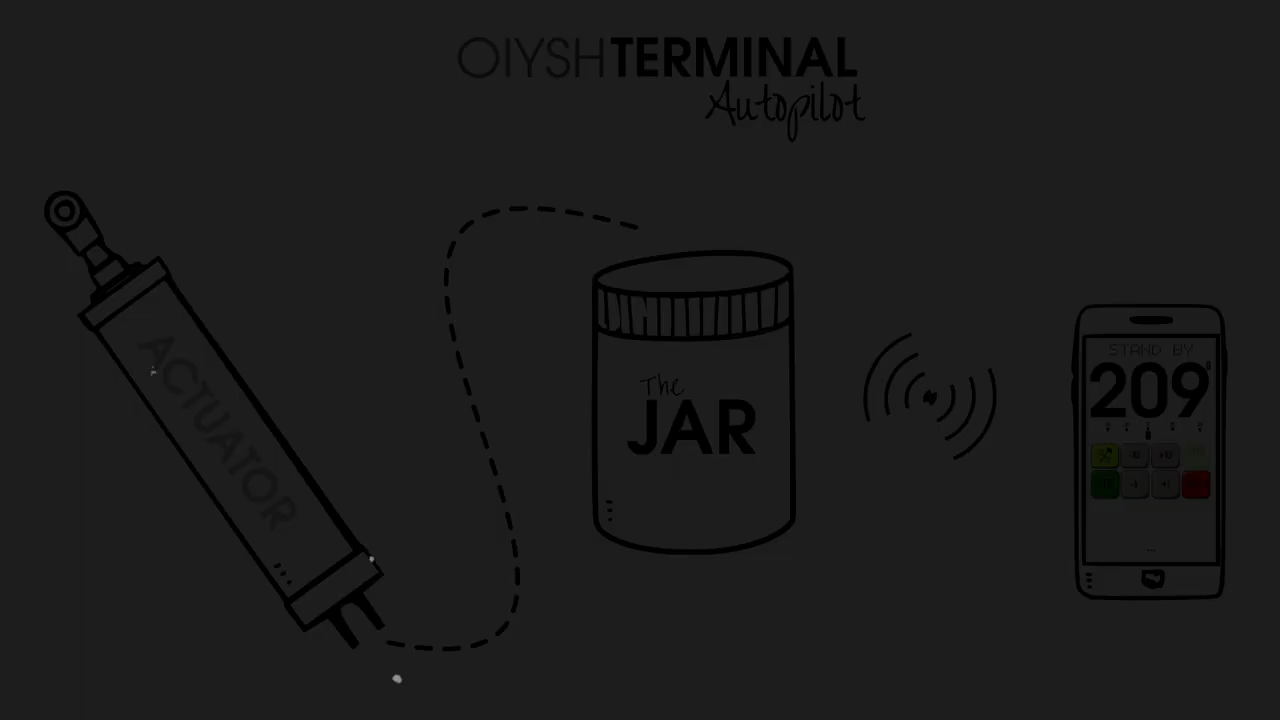 OIYSHTERMINAL
Autopilot
ACTUATOR
The
JAR
STAND BY
209